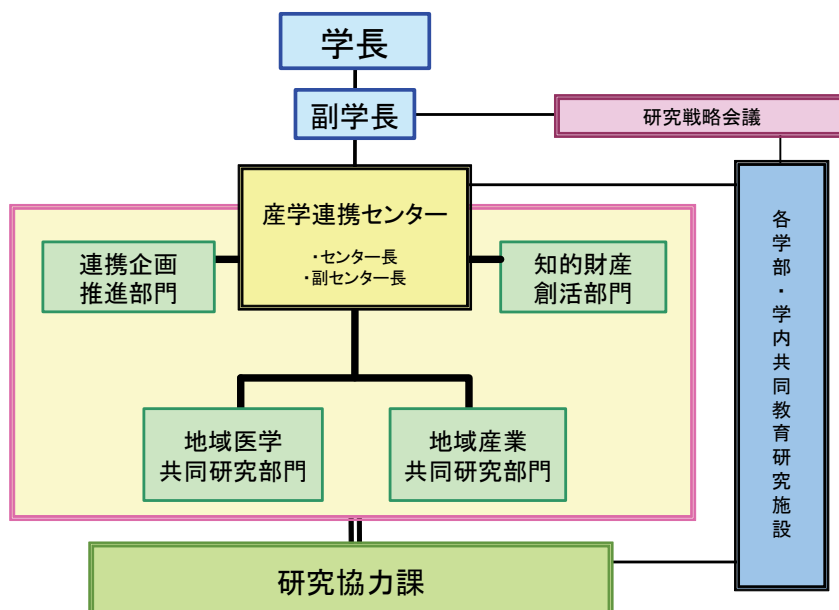 学長
副学長
研究戦略会議
産学連携センター
・センター長
・副センター長
連携企画
推進部門
知的財産
創活部門
各学部・学内共同教育研究施設
地域医学
共同研究部門
地域産業
共同研究部門
研究協力課